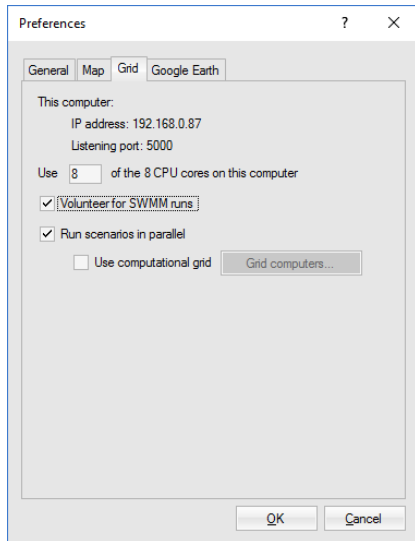 Preferences ? ×
General Map Grid Google Earth
This computer:
IP address: 192.168.0.87
Listening port: 5000
Use 8 of the 8 CPU cores on this computer
Volunteer for SWMM runs
Run scenarios in parallel
Use computational grid Grid computers...
OK Cancel